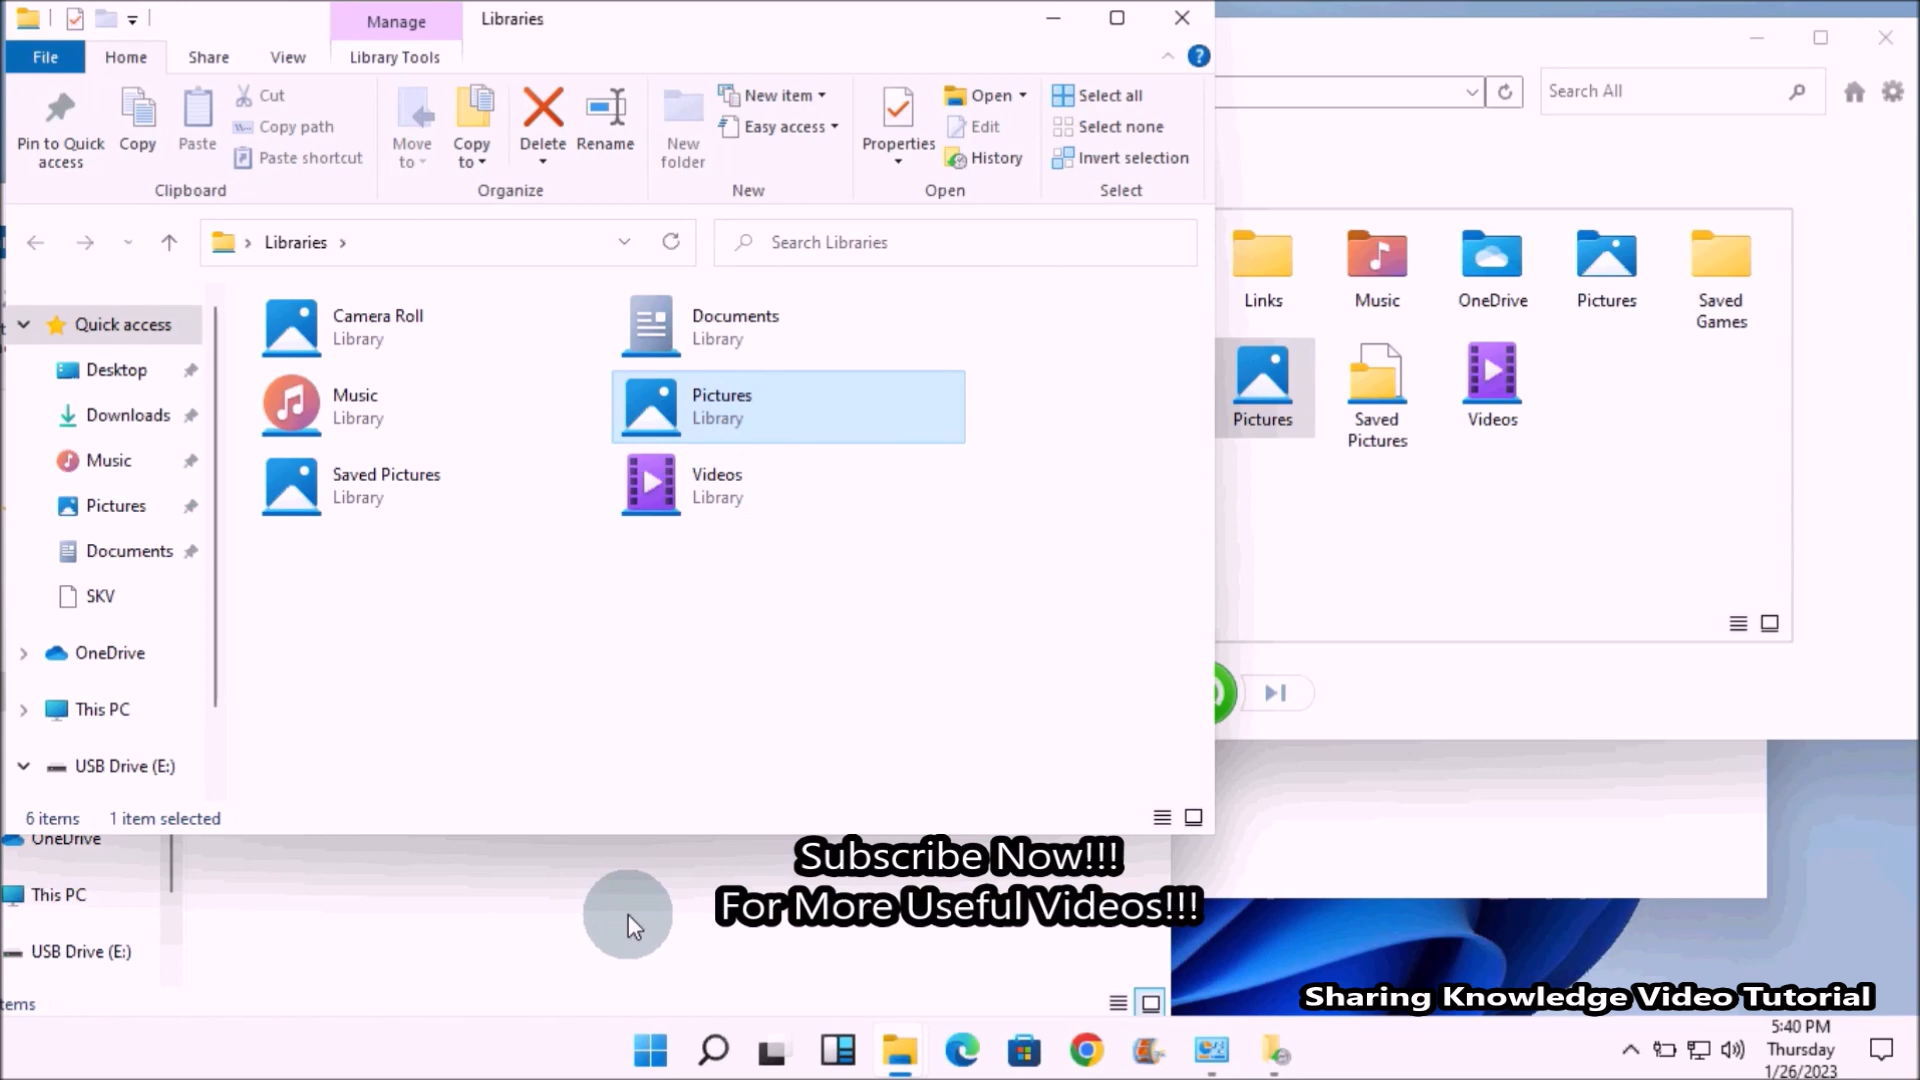 Manage
Libraries
File
Home
Share
View
Library Tools
Search All
Pin to Quick access
Copy
Paste
Cut
Copy path
Paste shortcut
Clipboard
Move to
Copy to
Delete
Rename
Organize
New folder
New item
Easy access
New
Properties
Open
Edit
History
Open
Select all
Select none
Invert selection
Select
Libraries
Search Libraries
Quick access
Desktop
Downloads
Music
Pictures
Documents
SKV
OneDrive
This PC
USB Drive (E:)
Camera Roll
Library
Documents
Library
Music
Library
Pictures
Library
Saved Pictures
Library
Videos
Library
6 items
1 item selected
Links
Music
OneDrive
Pictures
Saved Games
Pictures
Saved Pictures
Videos
OneDrive
This PC
USB Drive (E:)
tems
Subscribe Now!!!
For More Useful Videos!!!
Sharing Knowledge Video Tutorial
5:40 PM
Thursday
1/26/2023